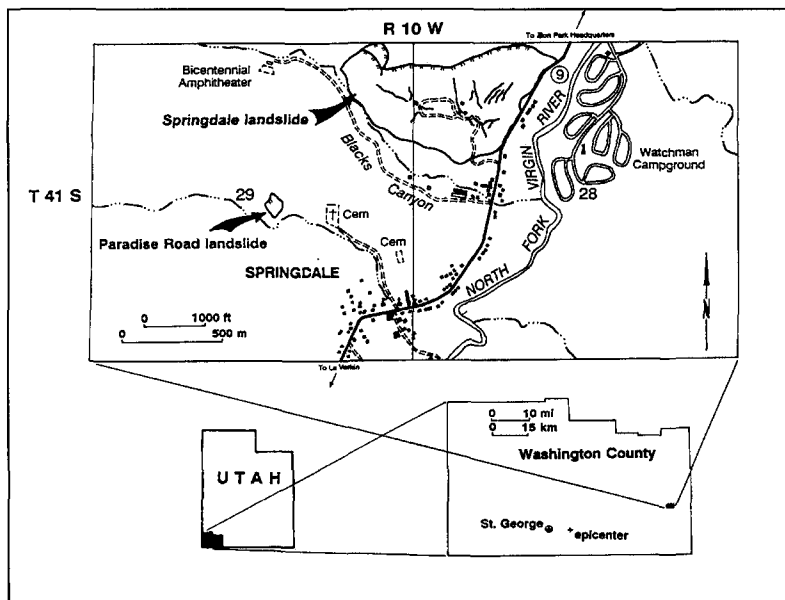 R 10 W
To Zion Park Headquarters
Bicentennial
Amphitheater
9
Springdale landslide
RIVER
VIRGIN
1
Watchman
Campground
Blacks
Canyon
T 41 S
29
28
Cem
Paradise Road landslide
Cem
FORK
SPRINGDALE
NORTH
0 1000 ft
0 500 m
N
To La Verkin
0 10 mi
0 15 km
Washington County
UTAH
St. George
epicenter